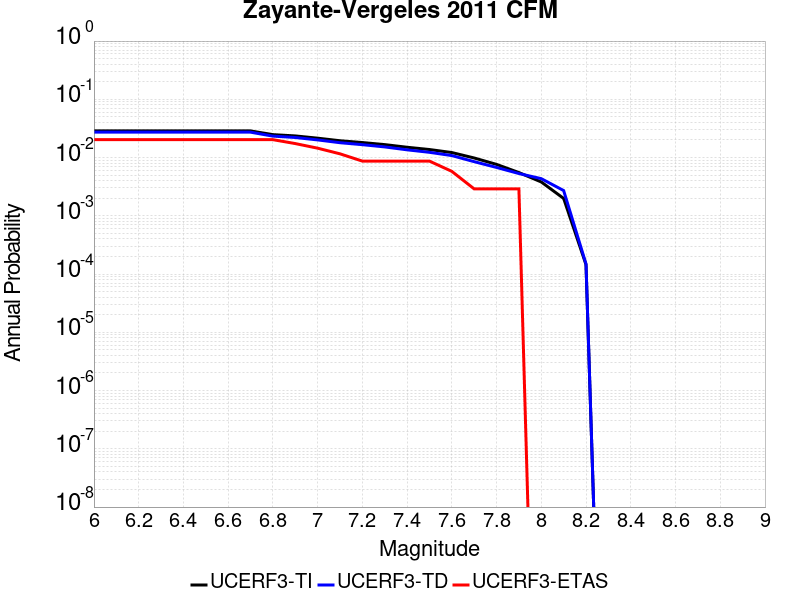 Zayante-Vergeles 2011 CFM
Annual Probability
10^0
10^-1
10^-2
10^-3
10^-4
10^-5
10^-6
10^-7
10^-8
6 6.2 6.4 6.6 6.8 7 7.2 7.4 7.6 7.8 8 8.2 8.4 8.6 8.8 9
Magnitude
UCERF3-TI UCERF3-TD UCERF3-ETAS